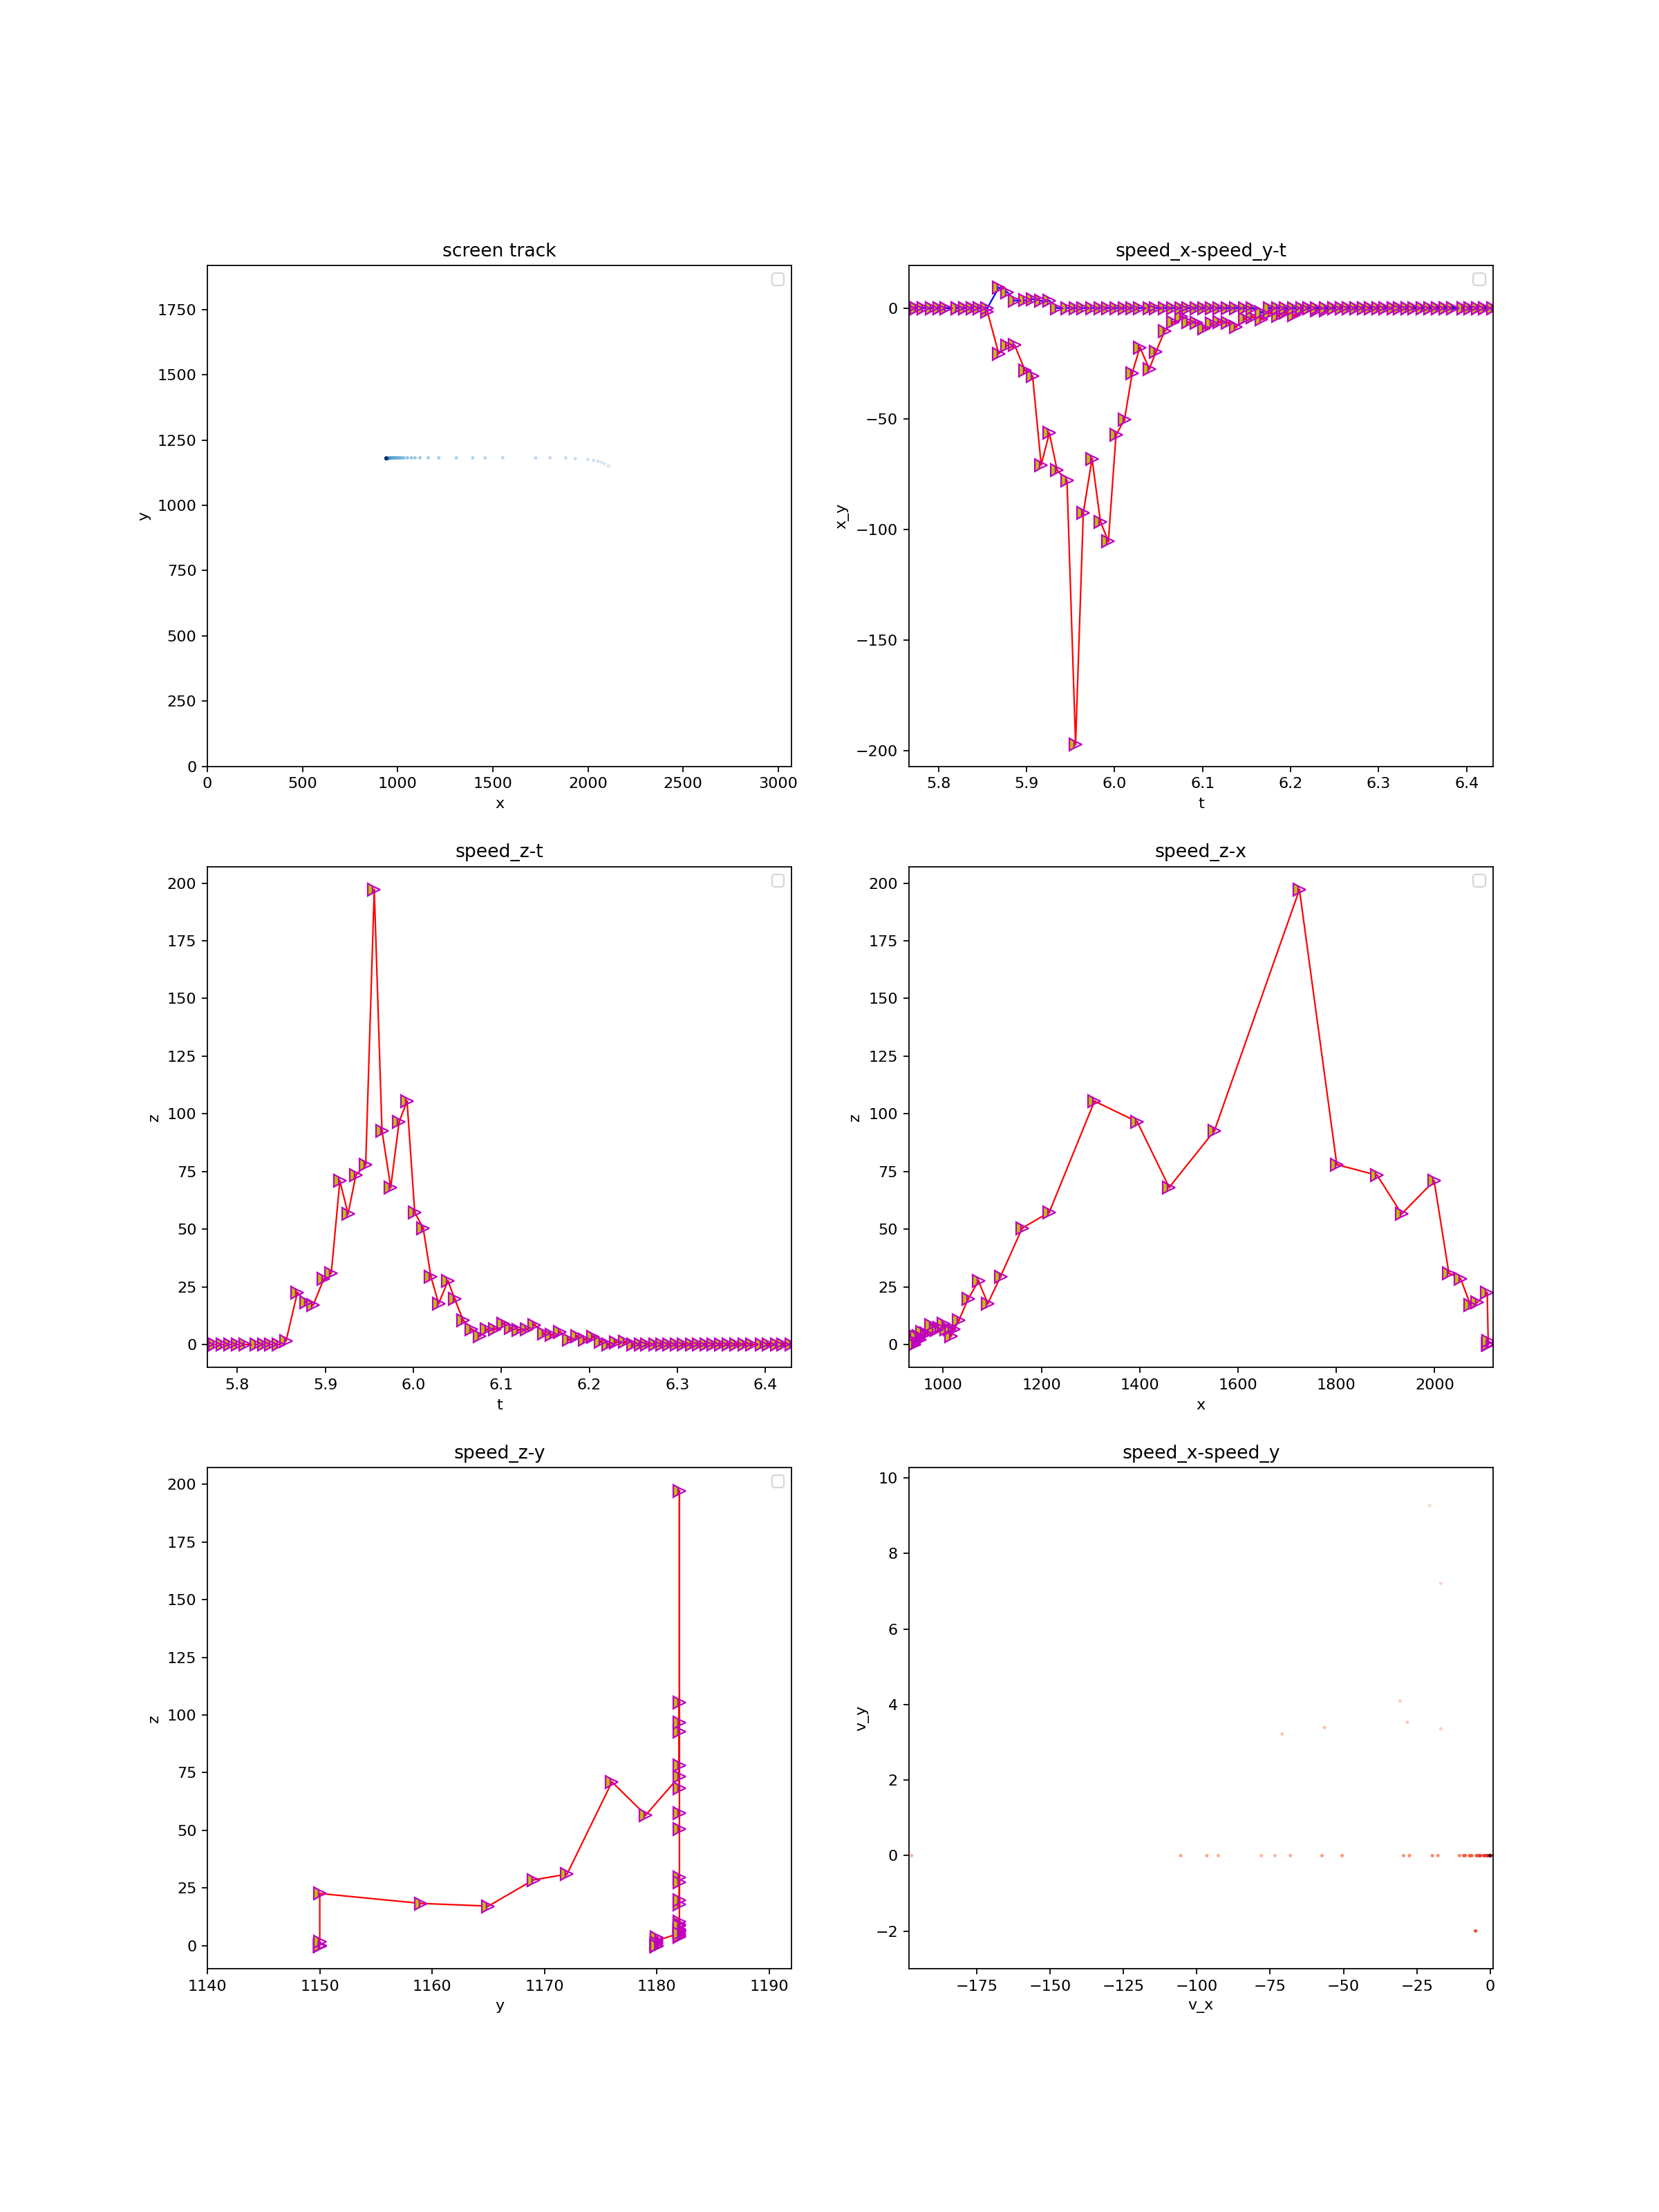 screen track
1750
1500
1250
1000
750
500
250
0
y
0 500 1000 1500 2000 2500 3000
x
speed_x-speed_y-t
0
−50
−100
−150
−200
x_y
5.8 5.9 6.0 6.1 6.2 6.3 6.4
t
speed_z-t
200
175
150
125
100
75
50
25
0
z
5.8 5.9 6.0 6.1 6.2 6.3 6.4
t
speed_z-x
200
175
150
125
100
75
50
25
0
z
1000 1200 1400 1600 1800 2000
x
speed_z-y
200
175
150
125
100
75
50
25
0
z
1140 1150 1160 1170 1180 1190
y
speed_x-speed_y
10
8
6
4
2
0
−2
v_y
−175 −150 −125 −100 −75 −50 −25 0
v_x